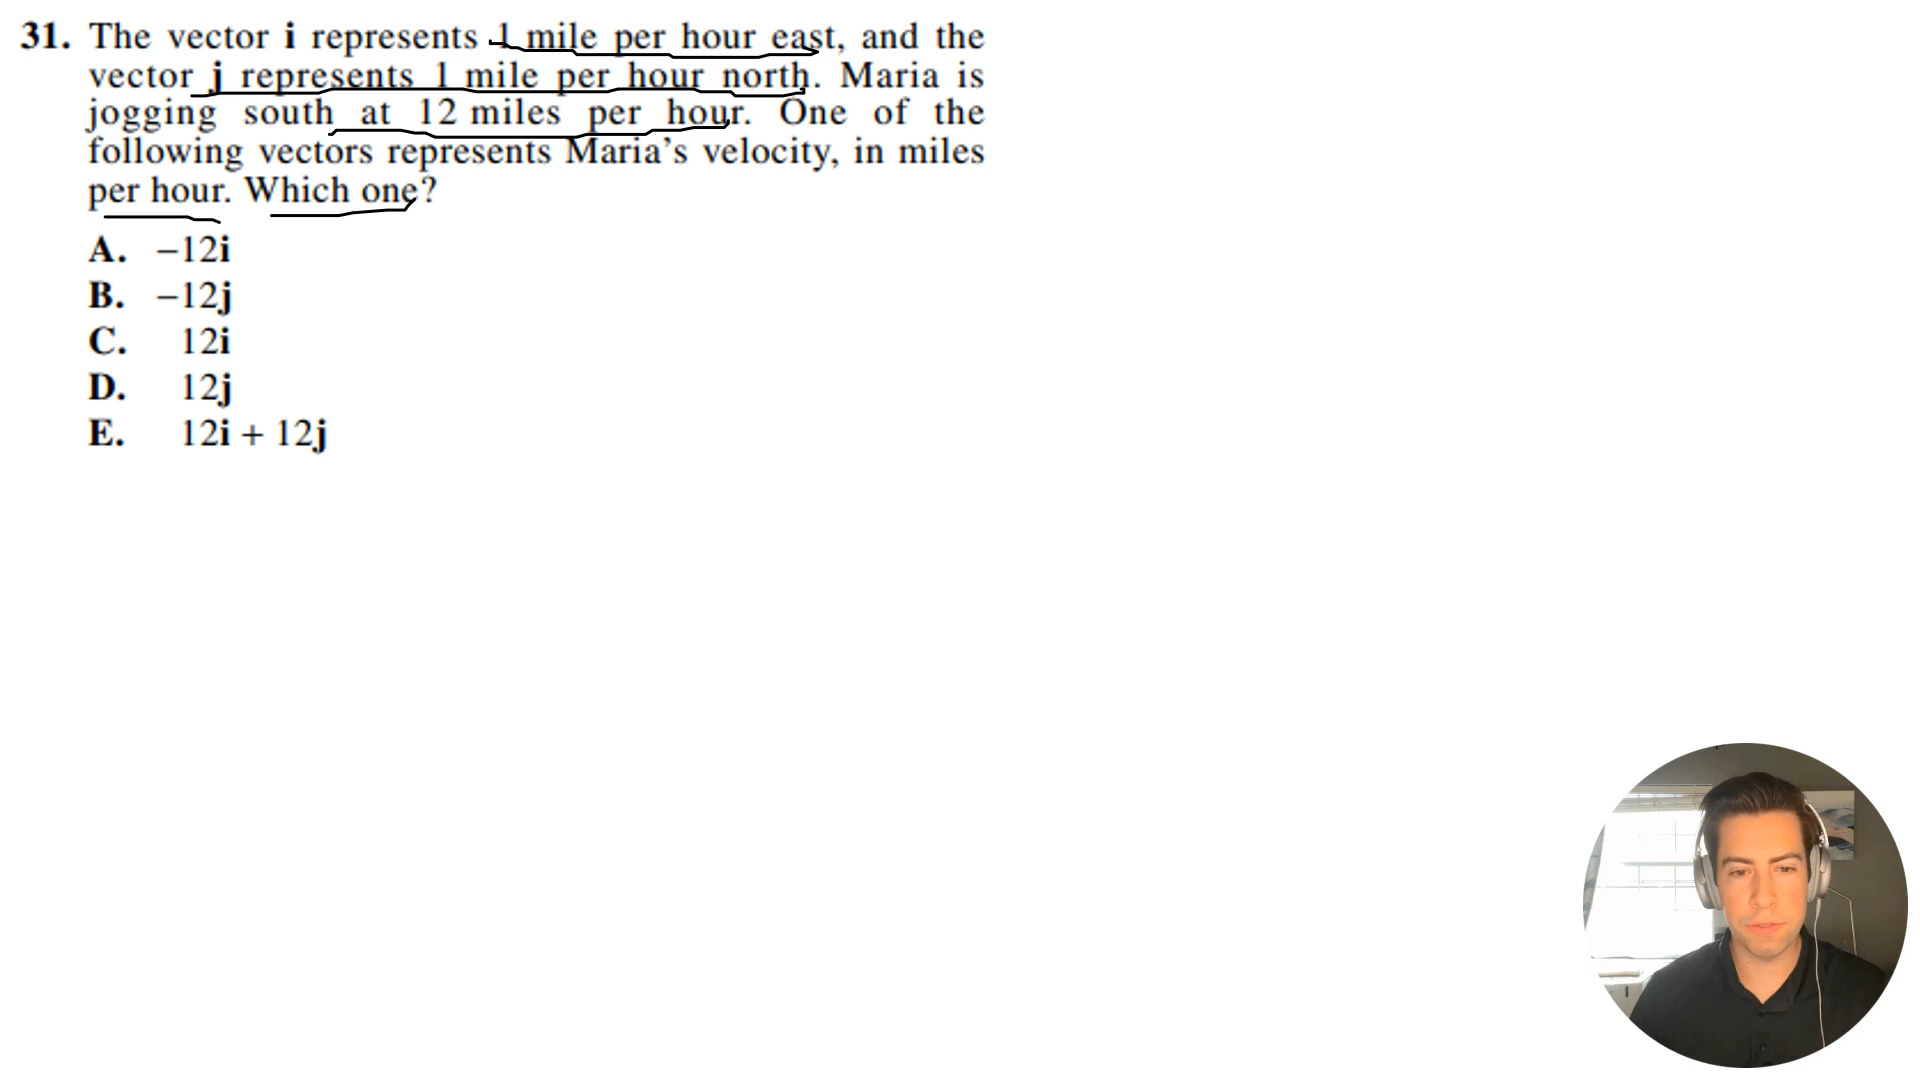 31. The vector i represents 1 mile per hour east, and the
vector j represents 1 mile per hour north. Maria is
jogging south at 12 miles per hour. One of the
following vectors represents Maria’s velocity, in miles
per hour. Which one?
A. −12i
B. −12j
C. 12i
D. 12j
E. 12i + 12j